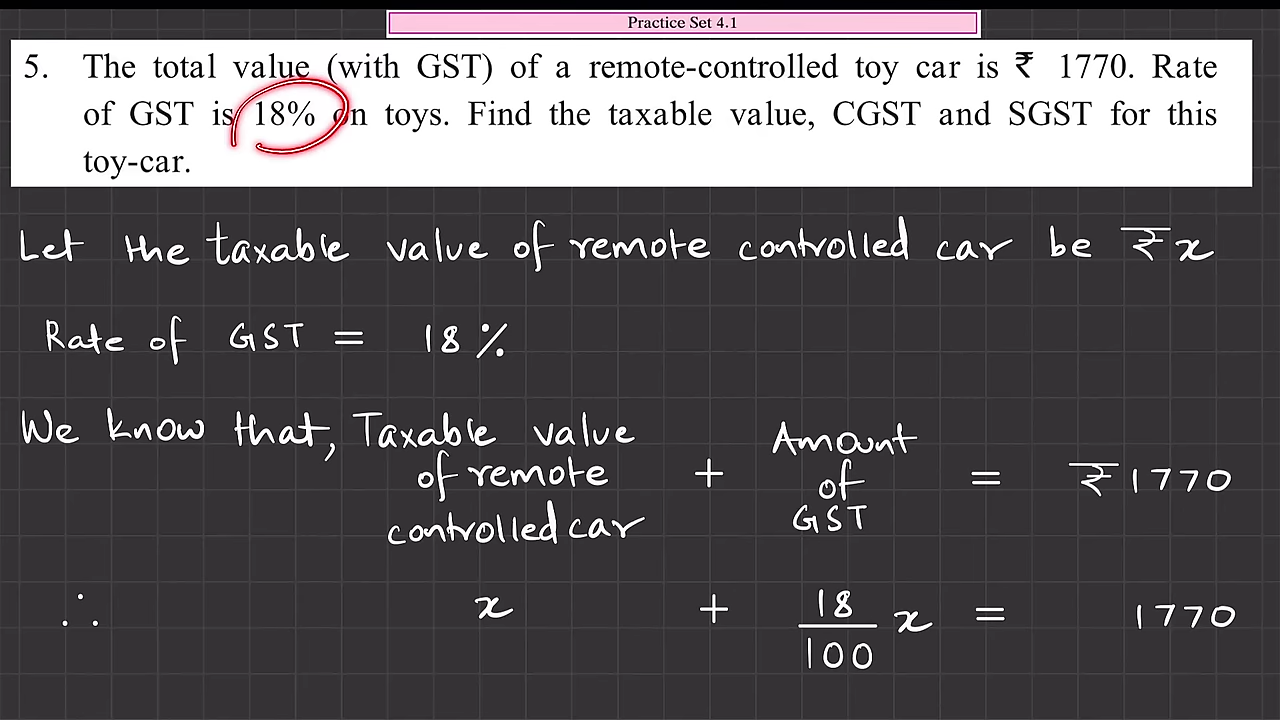 Practice Set 4.1
5. The total value (with GST) of a remote-controlled toy car is ₹ 1770. Rate
of GST is 18% on toys. Find the taxable value, CGST and SGST for this
toy-car.
Let the taxable value of remote controlled car be ₹ x
Rate of GST = 18 %
We know that, Taxable value of remote controlled car + Amount of GST = ₹ 1770
∴ x + 18/100 x = 1770